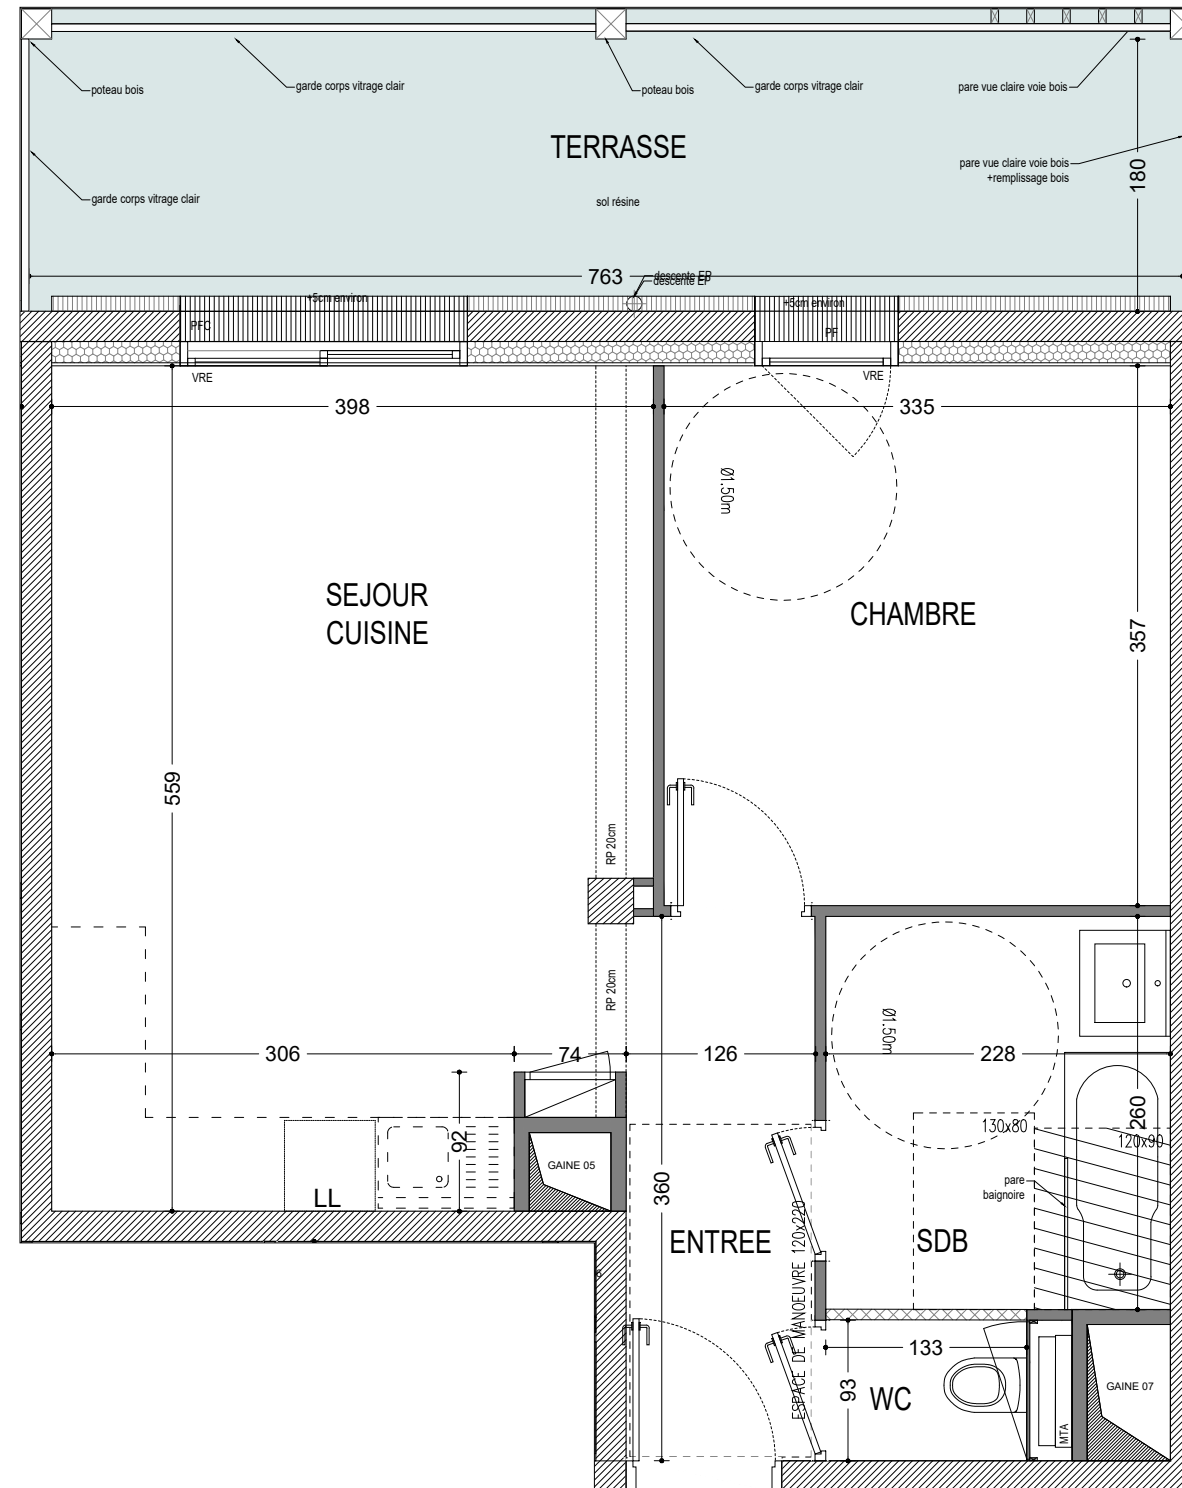 poteau bois
garde corps vitrage clair
poteau bois
garde corps vitrage clair
pare vue claire voie bois
TERRASSE
pare vue claire voie bois
+remplissage bois
180
garde corps vitrage clair
sol résine
763
descente EP
descente EP
+5cm environ
+5cm environ
PFC
PF
VRE
VRE
398
335
Ø1.50m
SEJOUR
CUISINE
CHAMBRE
357
559
RP 20cm
RP 20cm
Ø1.50m
306
74
126
228
260
130x80
120x90
92
GAINE 05
pare
baignoire
360
LL
ENTREE
ESPACE DE MANOEUVRE 120x220
SDB
133
93
WC
MTA
GAINE 07